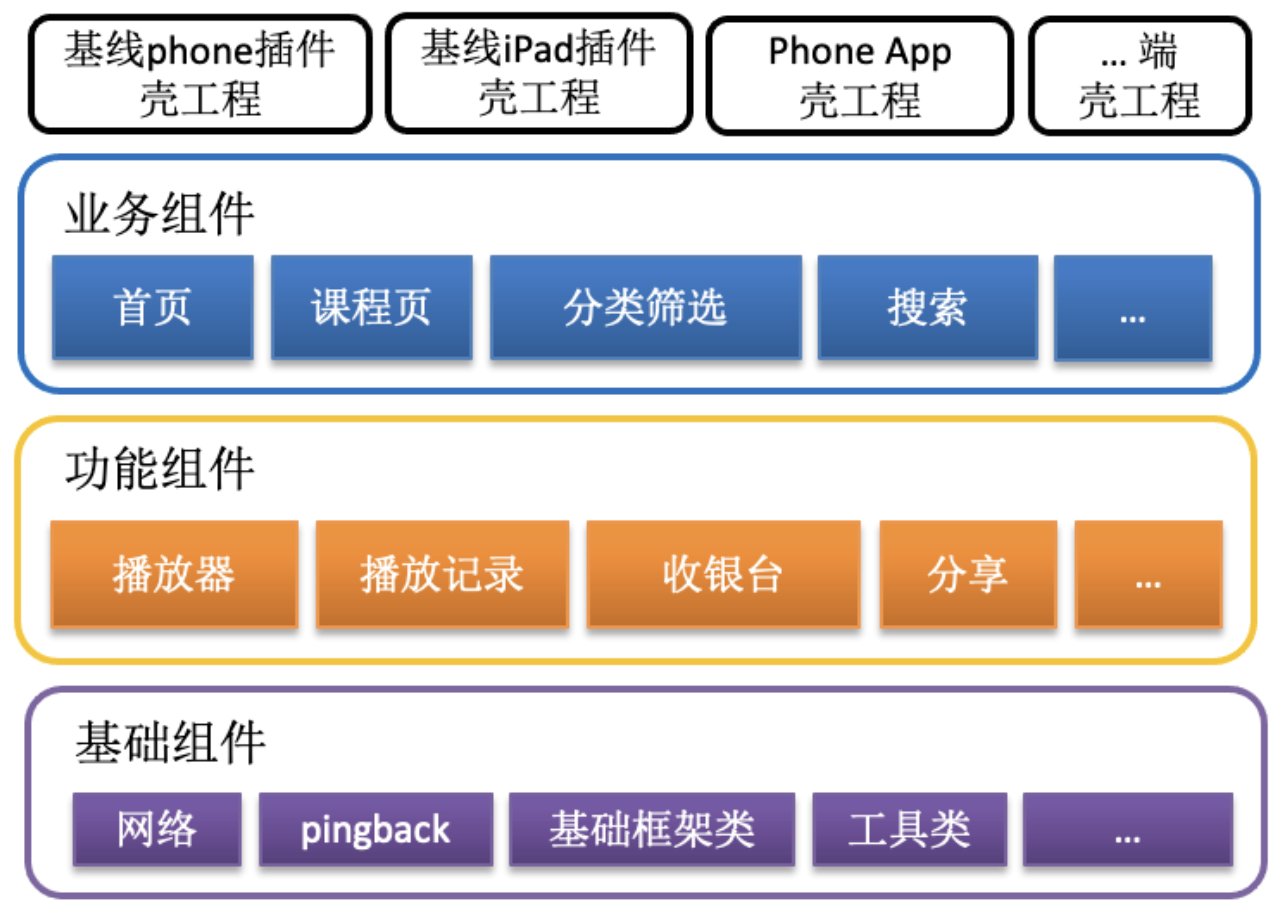 基线phone插件
壳工程
基线iPad插件
壳工程
Phone App
壳工程
... 端
壳工程
业务组件
首页
课程页
分类筛选
搜索
...
功能组件
播放器
播放记录
收银台
分享
...
基础组件
网络
pingback
基础框架类
工具类
...